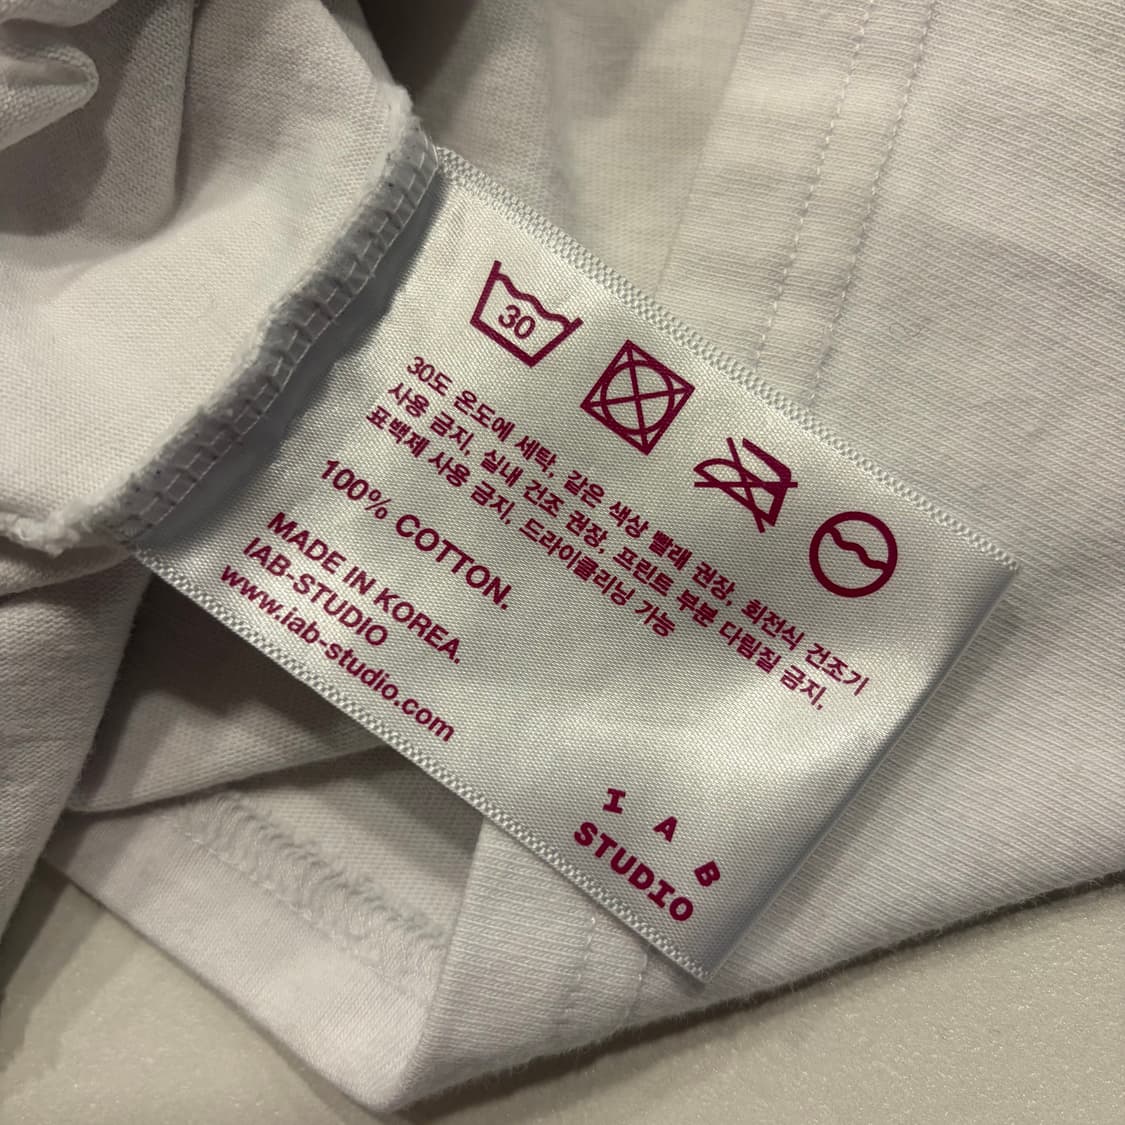 30
30도 온도에 세탁, 같은 색상 빨래 권장, 회전식 건조기
사용 금지, 실내 건조 권장, 프린트 부분 다림질 금지,
표백제 사용 금지, 드라이클리닝 가능
100% COTTON.
MADE IN KOREA.
IAB-STUDIO
www.iab-studio.com
I A B
STUDIO